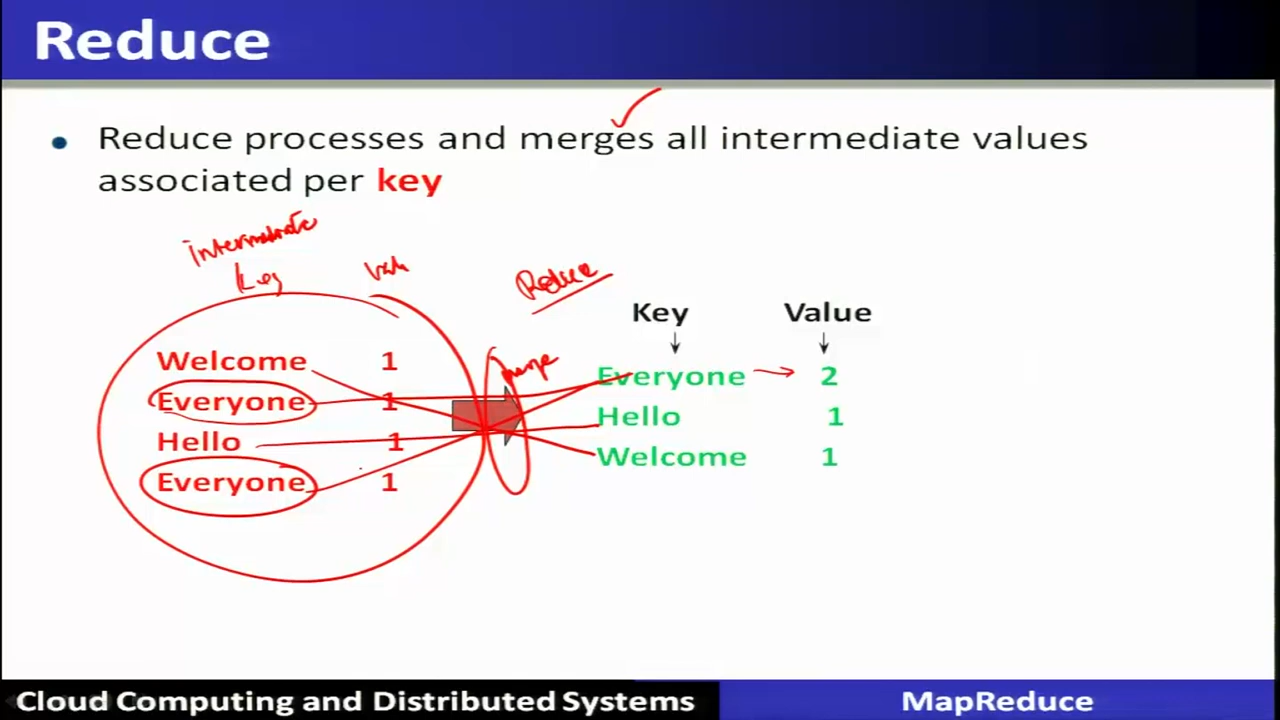 Reduce
• Reduce processes and merges all intermediate values
associated per key
intermediate
key
value
Reduce
merge
Key Value
Welcome 1
Everyone 1
Hello 1
Everyone 1
Everyone 2
Hello 1
Welcome 1
Cloud Computing and Distributed Systems
MapReduce